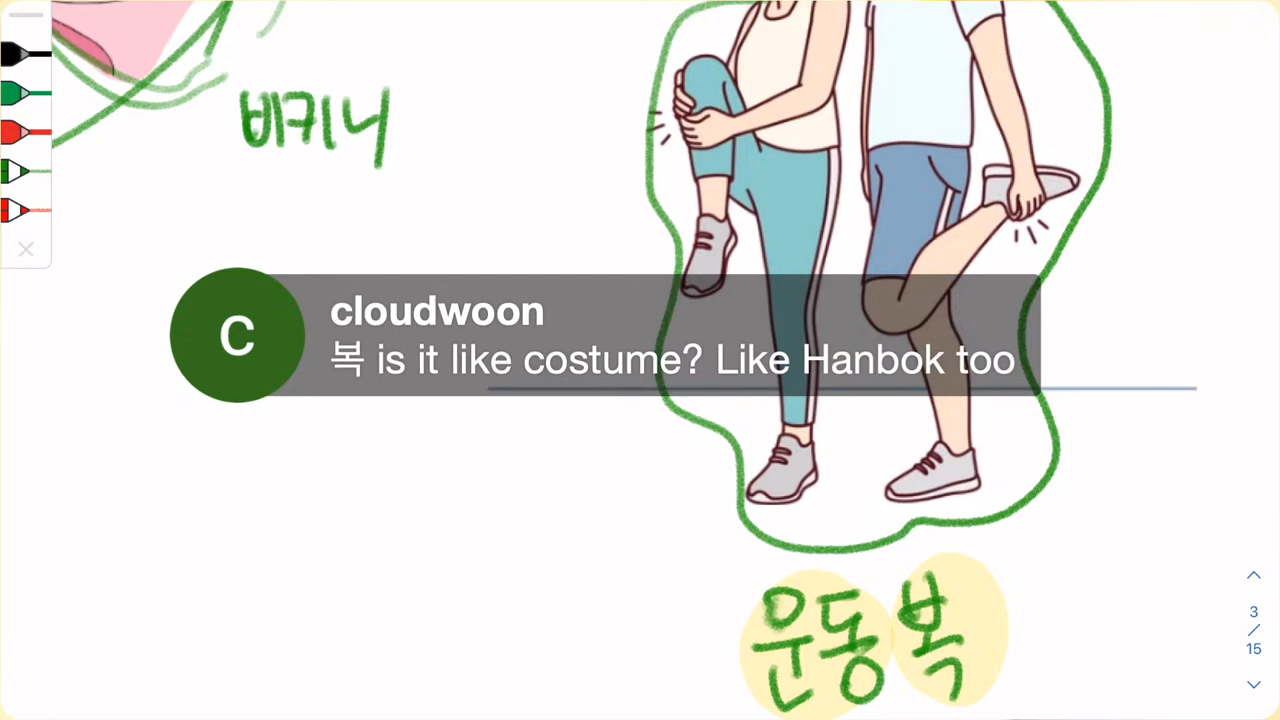 비키니
C
cloudwoon
복 is it like costume? Like Hanbok too
운동복
3
/
15